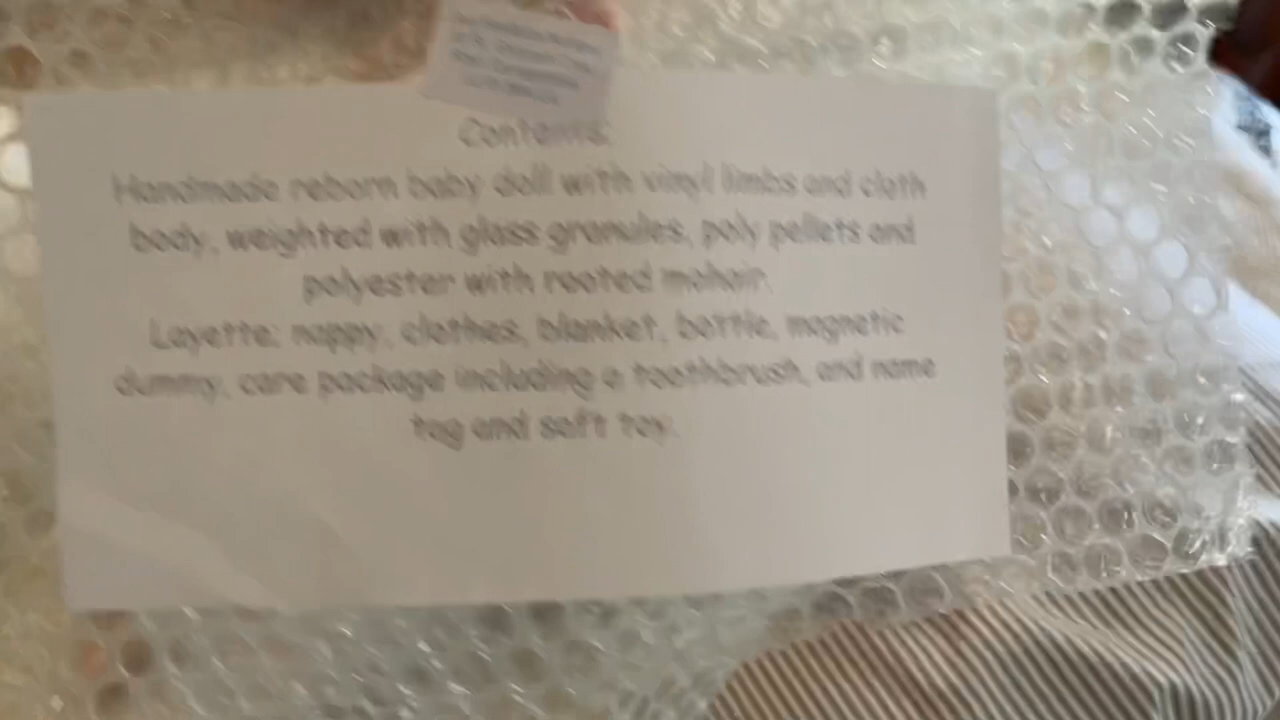 Contents:
Handmade reborn baby doll with vinyl limbs and cloth
body, weighted with glass granules, poly pellets and
polyester with rooted mohair.
Layette: nappy, clothes, blanket, bottle, magnetic
dummy, care package including a toothbrush, and name
tag and soft toy.